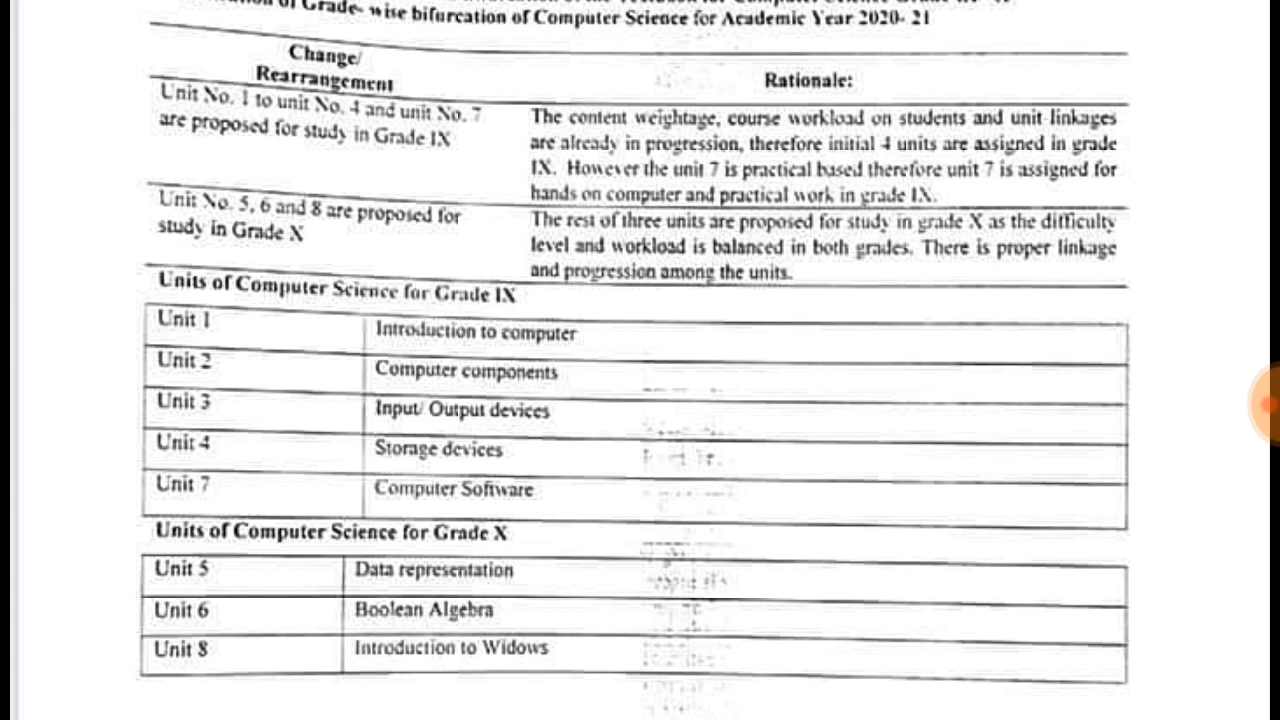 of Grade- wise bifurcation of Computer Science for Academic Year 2020- 21
Change/
Rearrangement
Rationale:
Unit No. 1 to unit No. 4 and unit No. 7
are proposed for study in Grade IX
The content weightage, course workload on students and unit linkages
are already in progression, therefore initial 4 units are assigned in grade
IX. However the unit 7 is practical based therefore unit 7 is assigned for
hands on computer and practical work in grade IX.
Unit No. 5, 6 and 8 are proposed for
study in Grade X
The rest of three units are proposed for study in grade X as the difficulty
level and workload is balanced in both grades. There is proper linkage
and progression among the units.
Units of Computer Science for Grade IX
Unit 1 Introduction to computer
Unit 2 Computer components
Unit 3 Input/ Output devices
Unit 4 Storage devices
Unit 7 Computer Software
Units of Computer Science for Grade X
Unit 5 Data representation
Unit 6 Boolean Algebra
Unit 8 Introduction to Widows